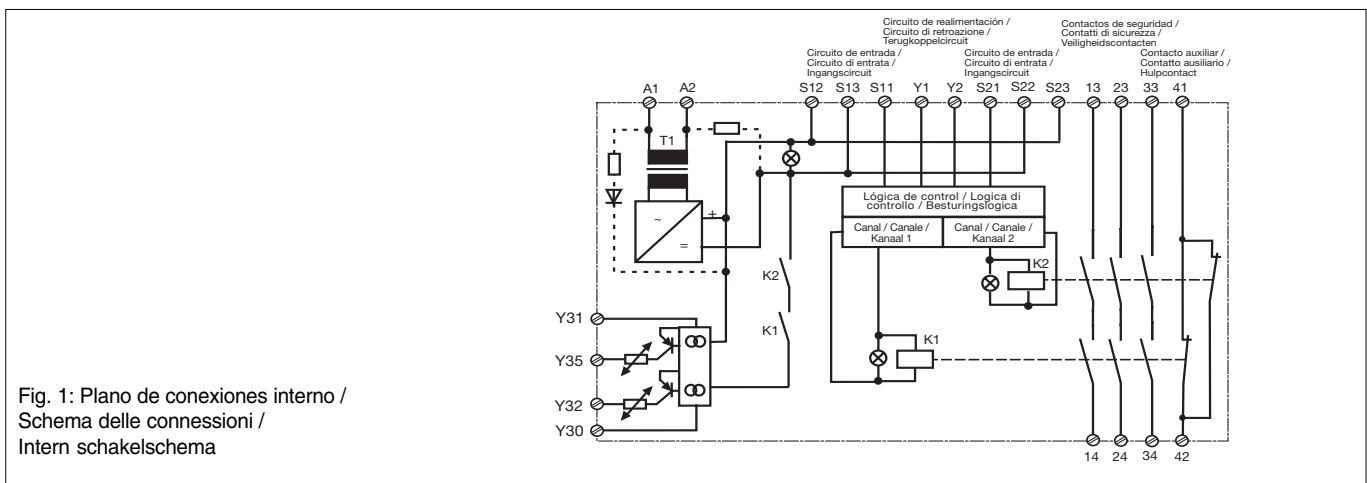 Circuito de realimentación /
Circuito di retroazione /
Terugkoppelcircuit
Contactos de seguridad /
Contatti di sicurezza /
Veiligheidscontacten
Circuito de entrada /
Circuito di entrata /
Ingangscircuit
Circuito de entrada /
Circuito di entrata /
Ingangscircuit
Contacto auxiliar /
Contatto ausiliario /
Hulpcontact
A1 A2 S12 S13 S11 Y1 Y2 S21 S22 S23 13 23 33 41
T1
Lógica de control / Logica di
controllo / Besturingslogica
Canal / Canale /
Kanaal 1
Canal / Canale /
Kanaal 2
+
~
=
K2
K2
K1
K1
Y31
Y35
Y32
Y30
14 24 34 42
Fig. 1: Plano de conexiones interno /
Schema delle connessioni /
Intern schakelschema